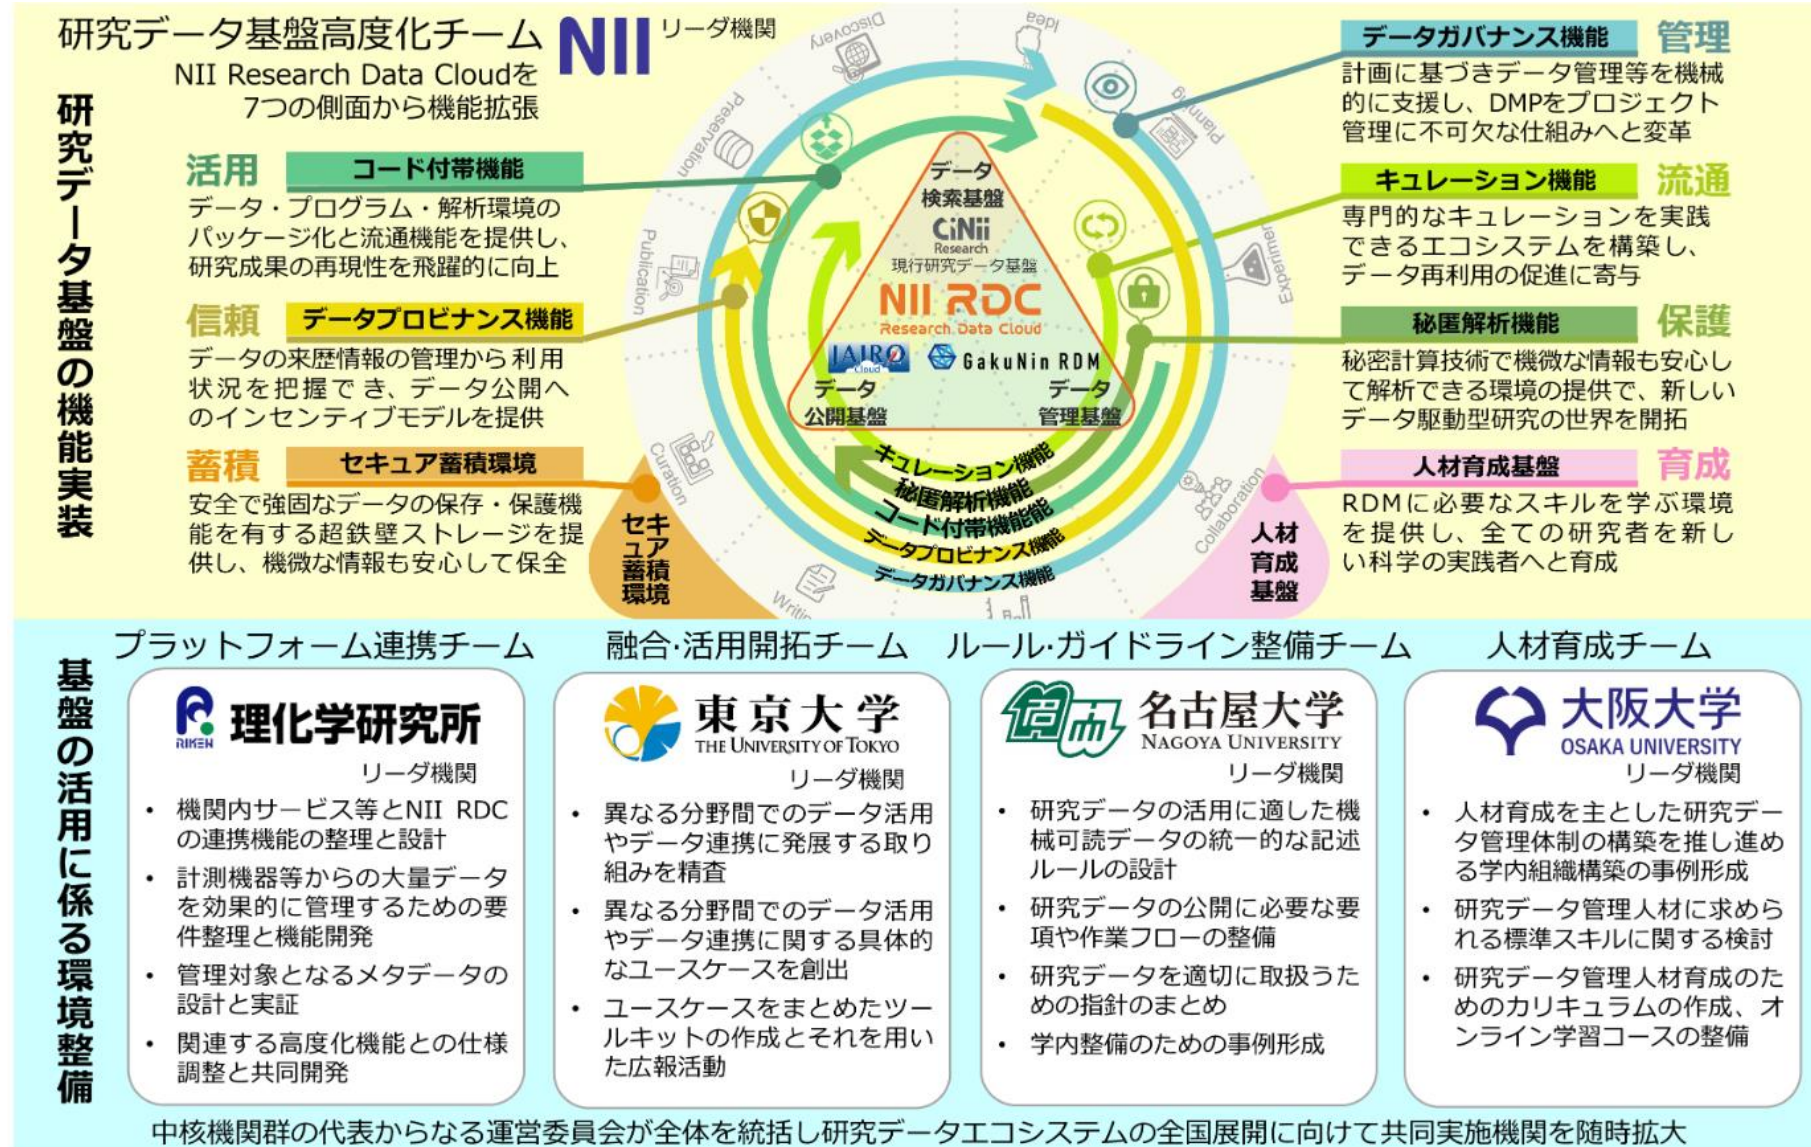 研究データ基盤の機能実装
研究データ基盤高度化チーム
NII
リーダ機関
NII Research Data Cloudを
7つの側面から機能拡張
活用
コード付帯機能
データ・プログラム・解析環境の
パッケージ化と流通機能を提供し、
研究成果の再現性を飛躍的に向上
信頼
データプロビナンス機能
データの来歴情報の管理から利用
状況を把握でき、データ公開へ
のインセンティブモデルを提供
蓄積
セキュア蓄積環境
安全で強固なデータの保存・保護機
能を有する超鉄壁ストレージを提
供し、機微な情報も安心して保全
Discovery
Idea
Preservation
Planning
Publication
Experiment
Curation
Collaboration
データ
検索基盤
CiNii
Research
現行研究データ基盤
NII RDC
Research Data Cloud
JAIRO
Cloud
GakuNin RDM
データ
公開基盤
データ
管理基盤
キュレーション機能
秘匿解析機能
コード付帯機能
データプロビナンス機能
データガバナンス機能
セキュア蓄積環境
人材
育成
基盤
データガバナンス機能
管理
計画に基づきデータ管理等を機械
的に支援し、DMPをプロジェクト
管理に不可欠な仕組みへと変革
キュレーション機能
流通
専門的なキュレーションを実践
できるエコシステムを構築し、
データ再利用の促進に寄与
秘匿解析機能
保護
秘密計算技術で機微な情報も安心し
て解析できる環境の提供で、新しい
データ駆動型研究の世界を開拓
人材育成基盤
育成
RDMに必要なスキルを学ぶ環境
を提供し、全ての研究者を新し
い科学の実践者へと育成
基盤の活用に係る環境整備
プラットフォーム連携チーム
RIKEN
理化学研究所
リーダ機関
• 機関内サービス等とNII RDC
の連携機能の整理と設計
• 計測機器等からの大量データ
を効果的に管理するための要
件整理と機能開発
• 管理対象となるメタデータの
設計と実証
• 関連する高度化機能との仕様
調整と共同開発
融合·活用開拓チーム
東京大学
THE UNIVERSITY OF TOKYO
リーダ機関
• 異なる分野間でのデータ活用
やデータ連携に発展する取り
組みを精査
• 異なる分野間でのデータ活用
やデータ連携に関する具体的
なユースケースを創出
• ユースケースをまとめたツー
ルキットの作成とそれを用い
た広報活動
ルール·ガイドライン整備チーム
名古屋大学
NAGOYA UNIVERSITY
リーダ機関
• 研究データの活用に適した機
械可読データの統一的な記述
ルールの設計
• 研究データの公開に必要な要
項や作業フローの整備
• 研究データを適切に取扱うた
めの指針のまとめ
• 学内整備のための事例形成
人材育成チーム
大阪大学
OSAKA UNIVERSITY
リーダ機関
• 人材育成を主とした研究デー
タ管理体制の構築を推し進め
る学内組織構築の事例形成
• 研究データ管理人材に求めら
れる標準スキルに関する検討
• 研究データ管理人材育成のた
めのカリキュラムの作成、オ
ンライン学習コースの整備
中核機関群の代表からなる運営委員会が全体を統括し研究データエコシステムの全国展開に向けて共同実施機関を随時拡大